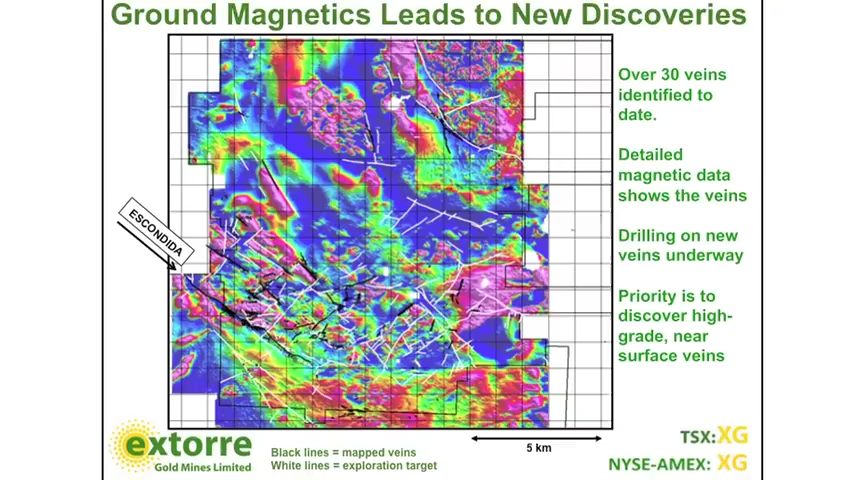 Ground Magnetics Leads to New Discoveries
Over 30 veins
identified to
date.
Detailed
magnetic data
shows the veins
Drilling on new
veins underway
Priority is to
discover high-
grade, near
surface veins
ESCONDIDA
extorre
Gold Mines Limited
Black lines = mapped veins
White lines = exploration target
5 km
TSX:XG
NYSE-AMEX: XG